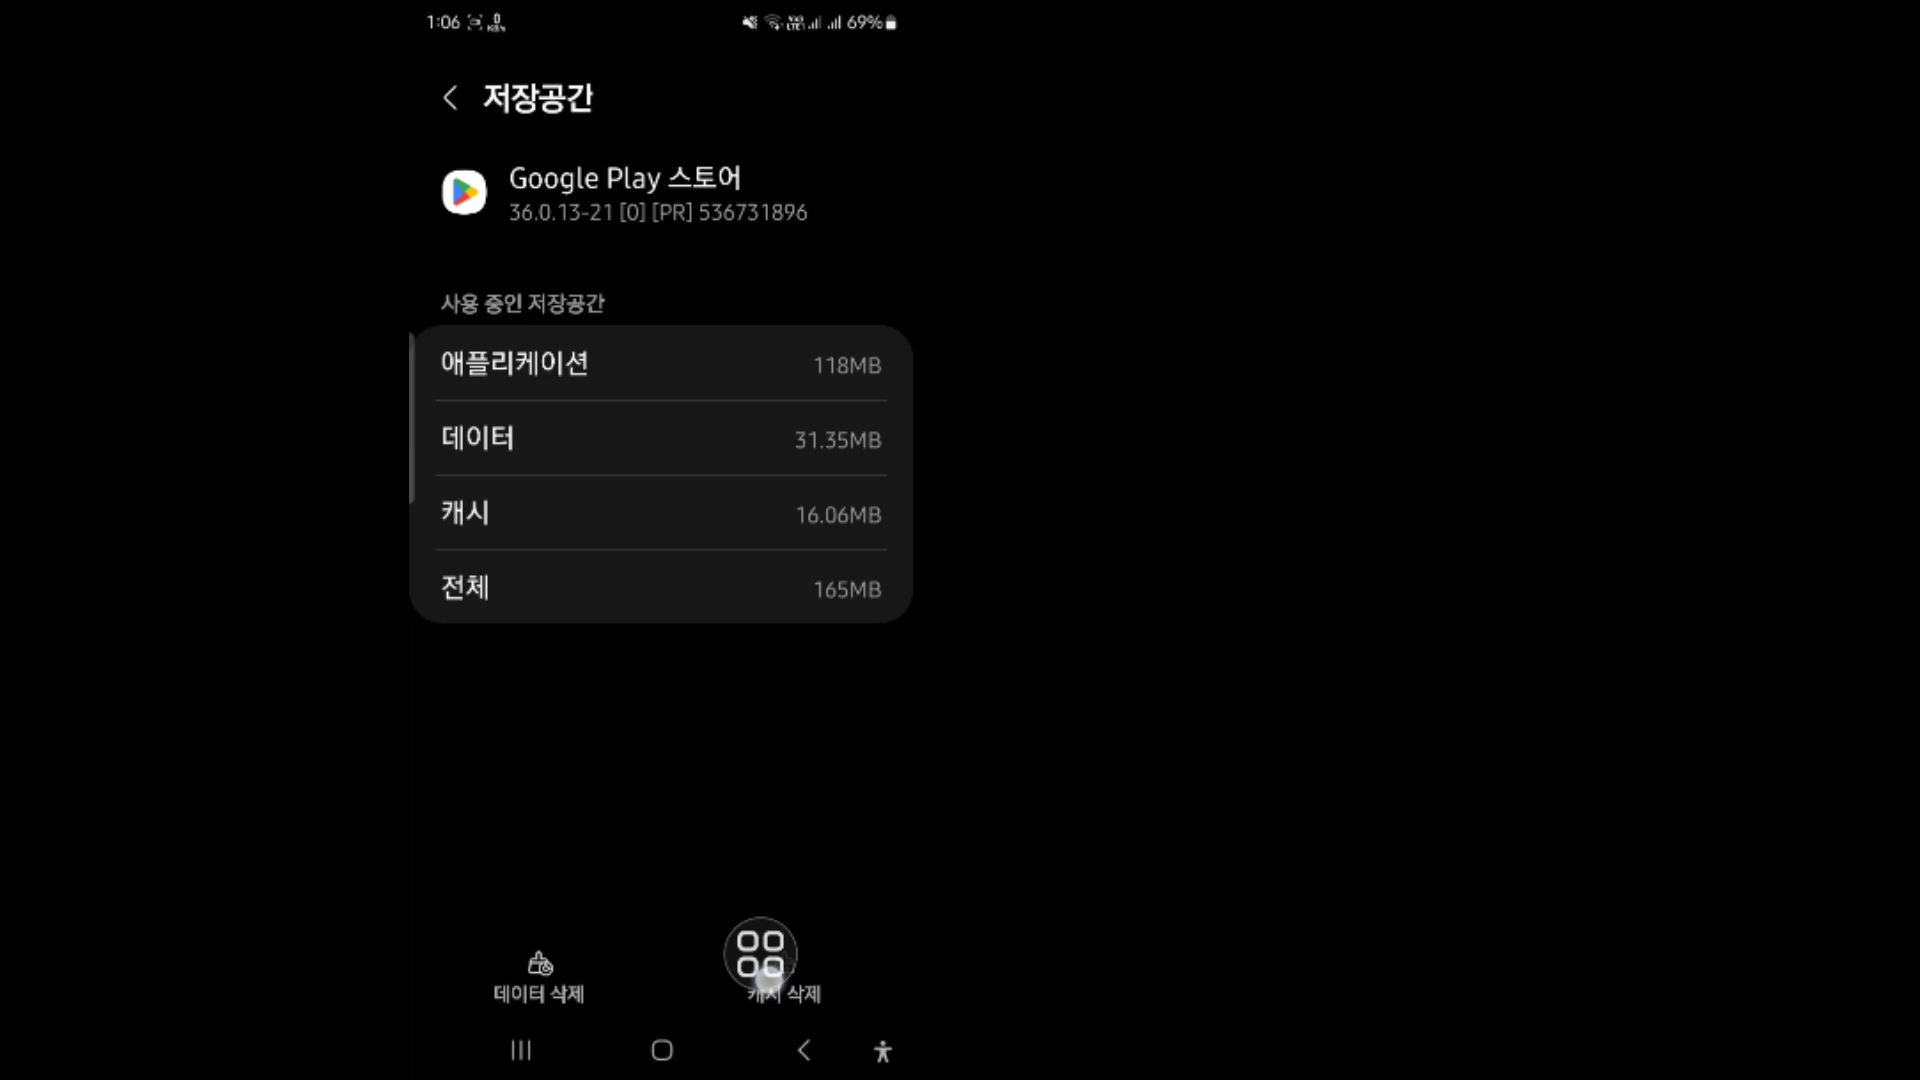 1:06
69%
저장공간
Google Play 스토어
36.0.13-21 [0] [PR] 536731896
사용 중인 저장공간
애플리케이션 118MB
데이터 31.35MB
캐시 16.06MB
전체 165MB
데이터 삭제
캐시 삭제